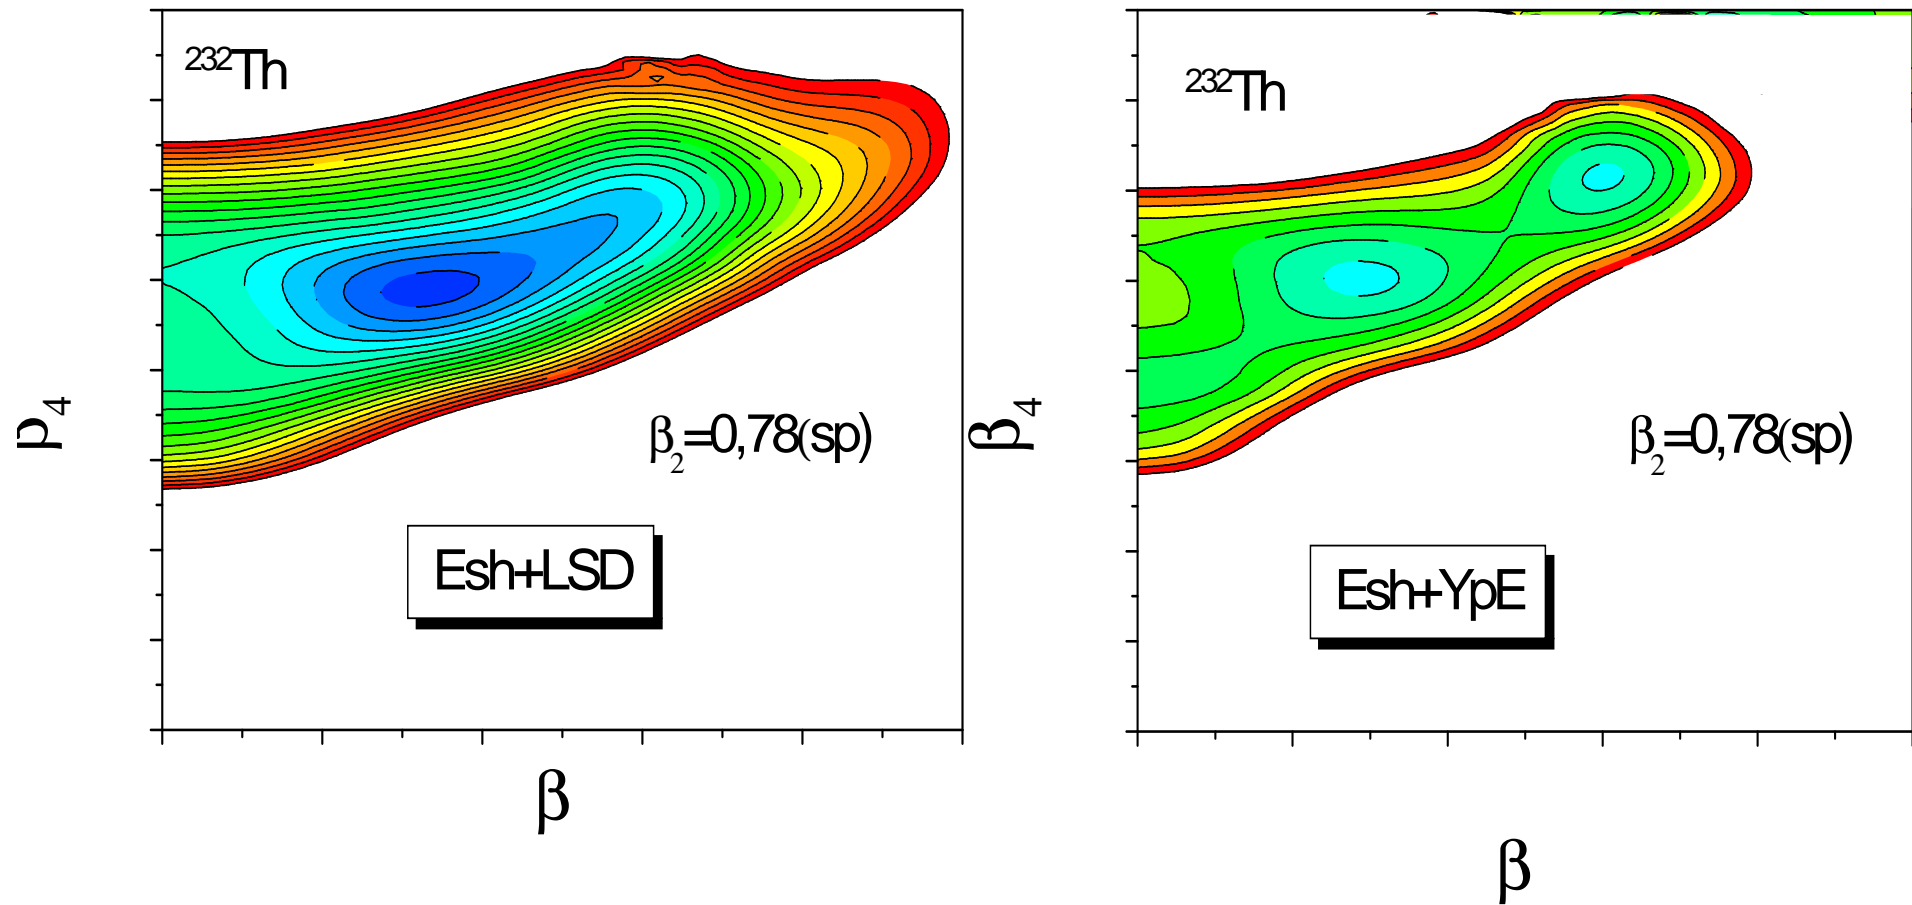 ²³²Th
β₂=0,78(sp)
Esh+LSD
β₄
β
²³²Th
β₂=0,78(sp)
Esh+YpE
β₄
β